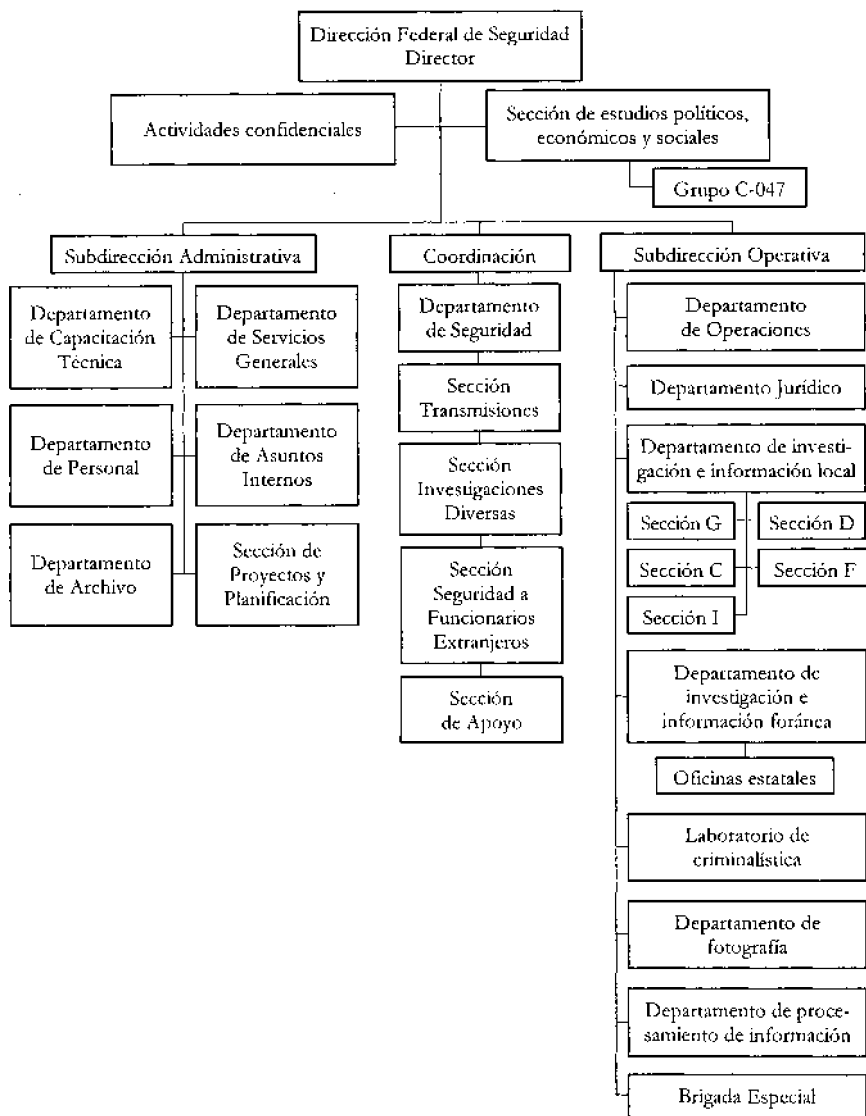 Dirección Federal de Seguridad
Director
Actividades confidenciales
Sección de estudios políticos,
económicos y sociales
Grupo C-047
Subdirección Administrativa
Departamento
de Capacitación
Técnica
Departamento
de Servicios
Generales
Departamento
de Personal
Departamento
de Asuntos
Internos
Departamento
de Archivo
Sección de
Proyectos y
Planificación
Coordinación
Departamento
de Seguridad
Sección
Transmisiones
Sección
Investigaciones
Diversas
Sección
Seguridad a
Funcionarios
Extranjeros
Sección
de Apoyo
Subdirección Operativa
Departamento
de Operaciones
Departamento Jurídico
Departamento de investi-
gación e información local
Sección G
Sección D
Sección C
Sección F
Sección I
Departamento de
investigación e
información foránea
Oficinas estatales
Laboratorio de
criminalística
Departamento de
fotografía
Departamento de proce-
samiento de información
Brigada Especial